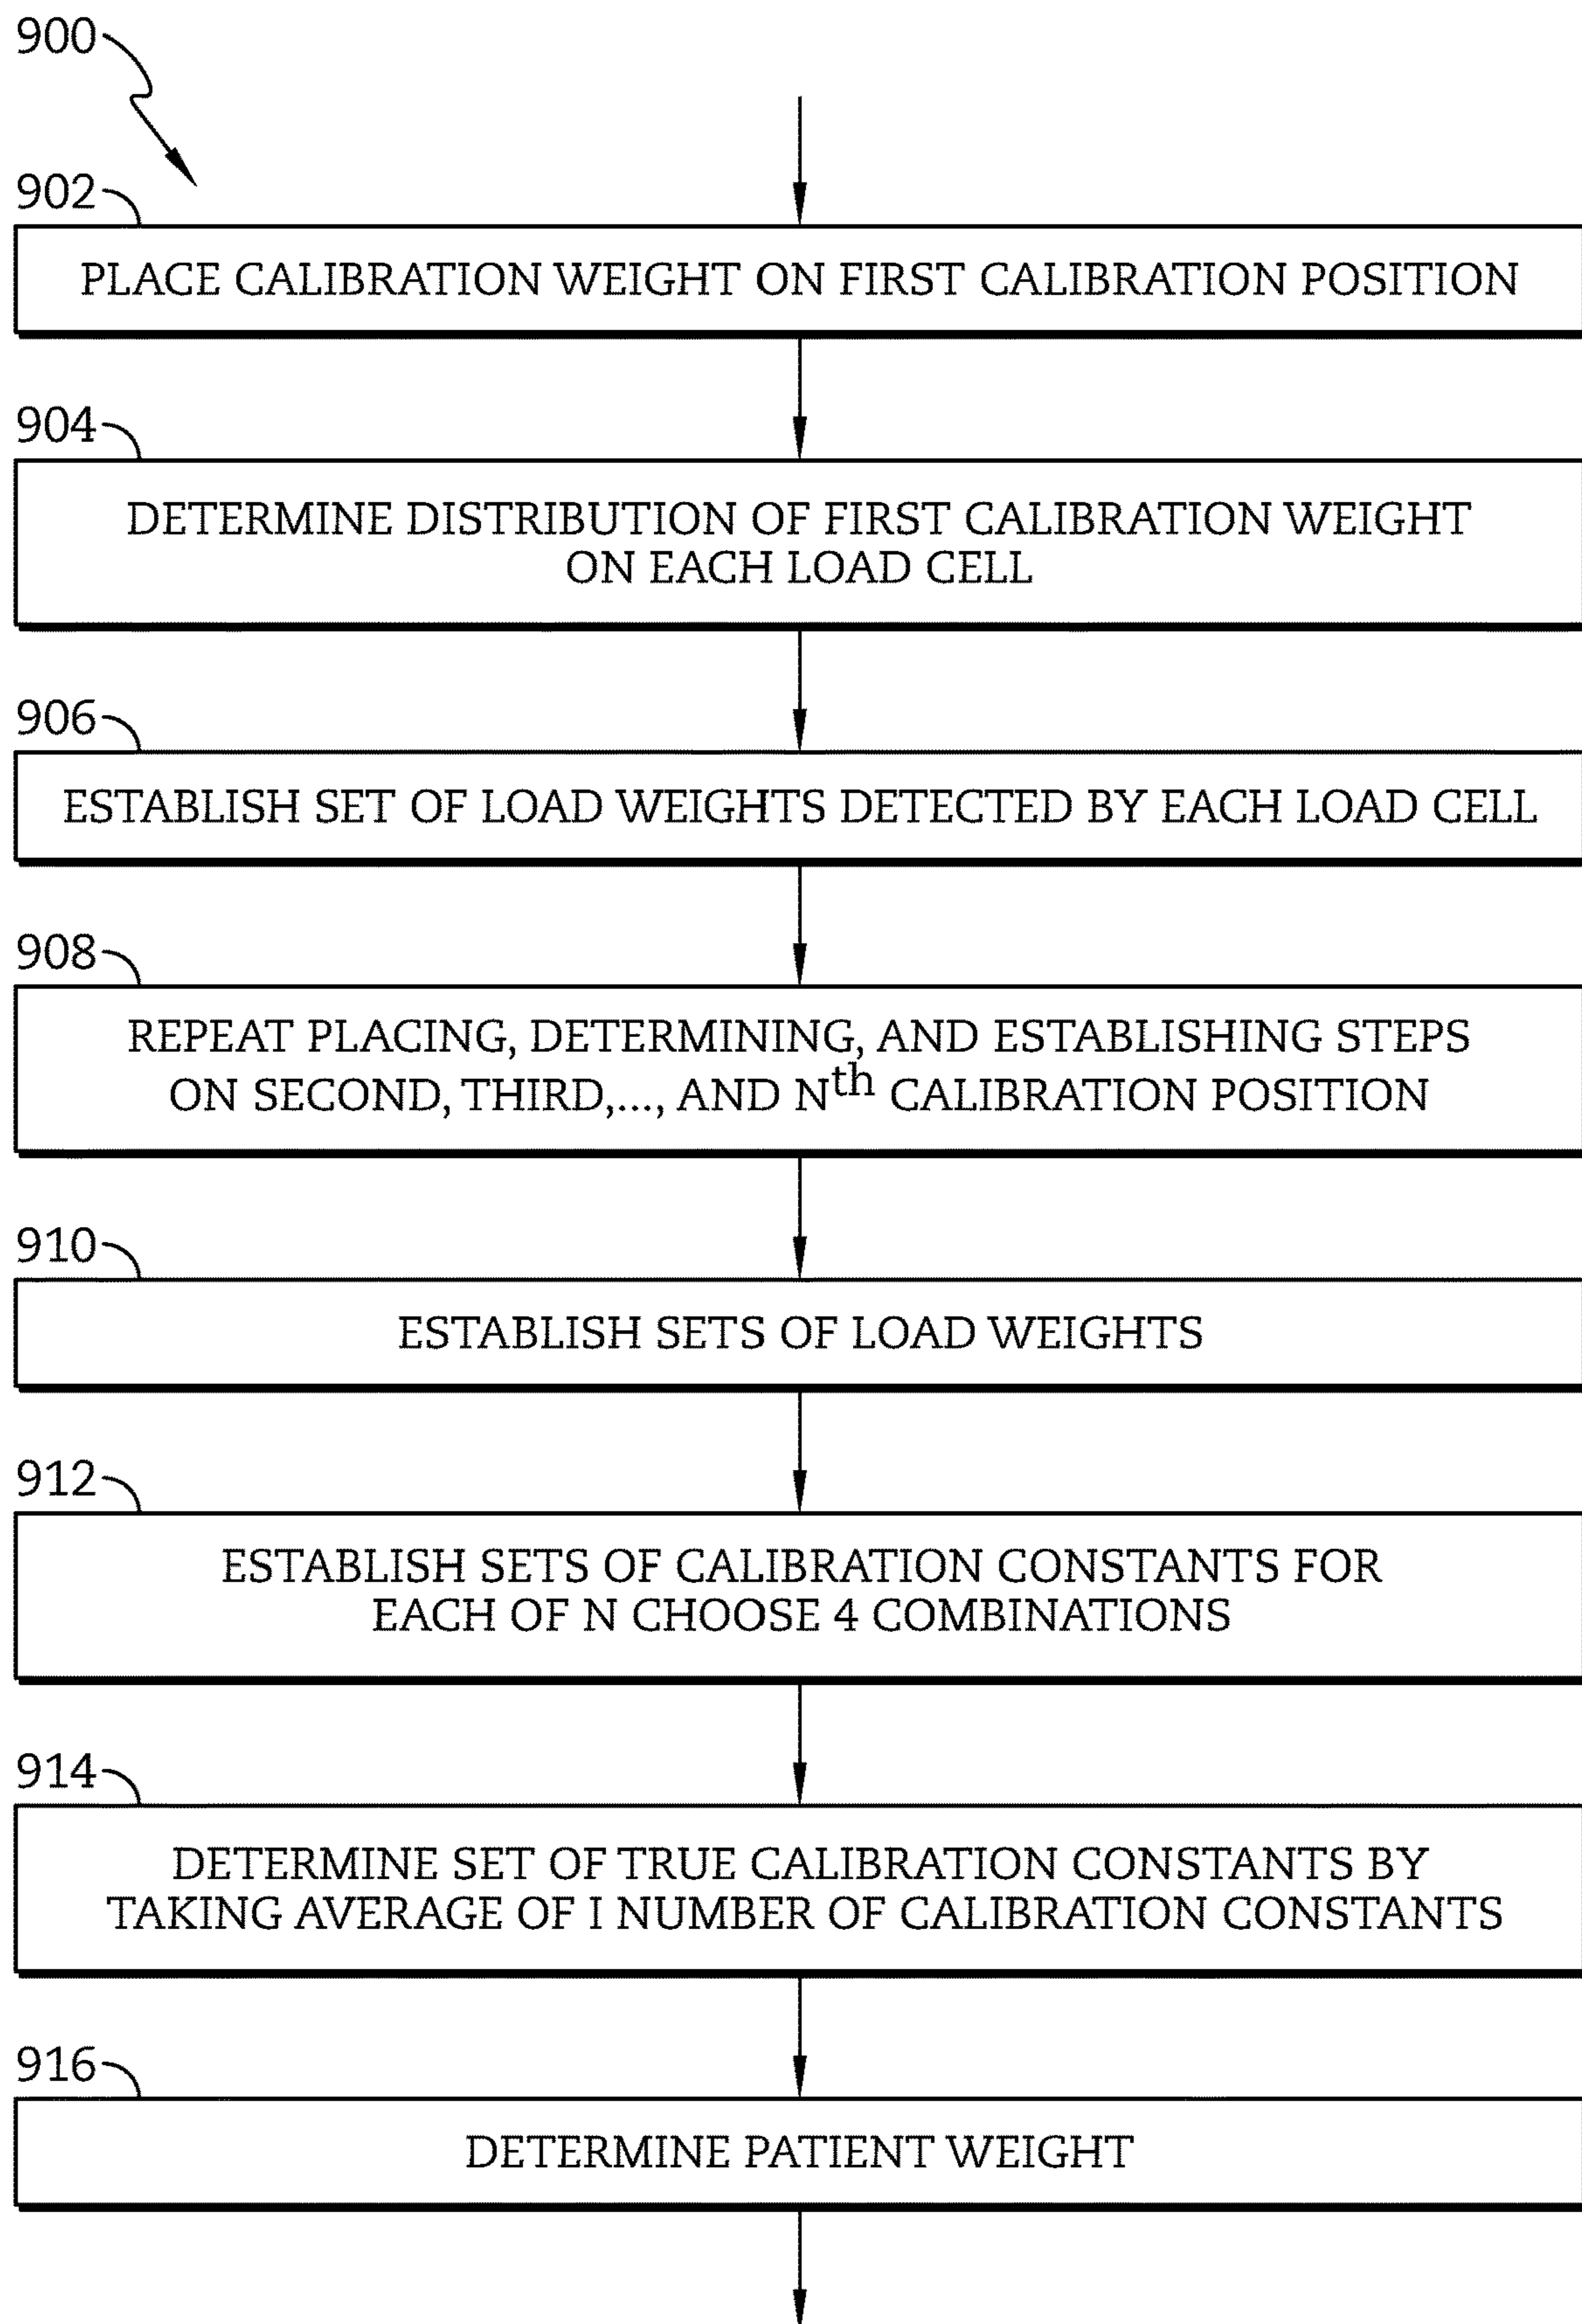 900
902
PLACE CALIBRATION WEIGHT ON FIRST CALIBRATION POSITION
904
DETERMINE DISTRIBUTION OF FIRST CALIBRATION WEIGHT
ON EACH LOAD CELL
906
ESTABLISH SET OF LOAD WEIGHTS DETECTED BY EACH LOAD CELL
908
REPEAT PLACING, DETERMINING, AND ESTABLISHING STEPS
ON SECOND, THIRD,..., AND Nth CALIBRATION POSITION
910
ESTABLISH SETS OF LOAD WEIGHTS
912
ESTABLISH SETS OF CALIBRATION CONSTANTS FOR
EACH OF N CHOOSE 4 COMBINATIONS
914
DETERMINE SET OF TRUE CALIBRATION CONSTANTS BY
TAKING AVERAGE OF I NUMBER OF CALIBRATION CONSTANTS
916
DETERMINE PATIENT WEIGHT